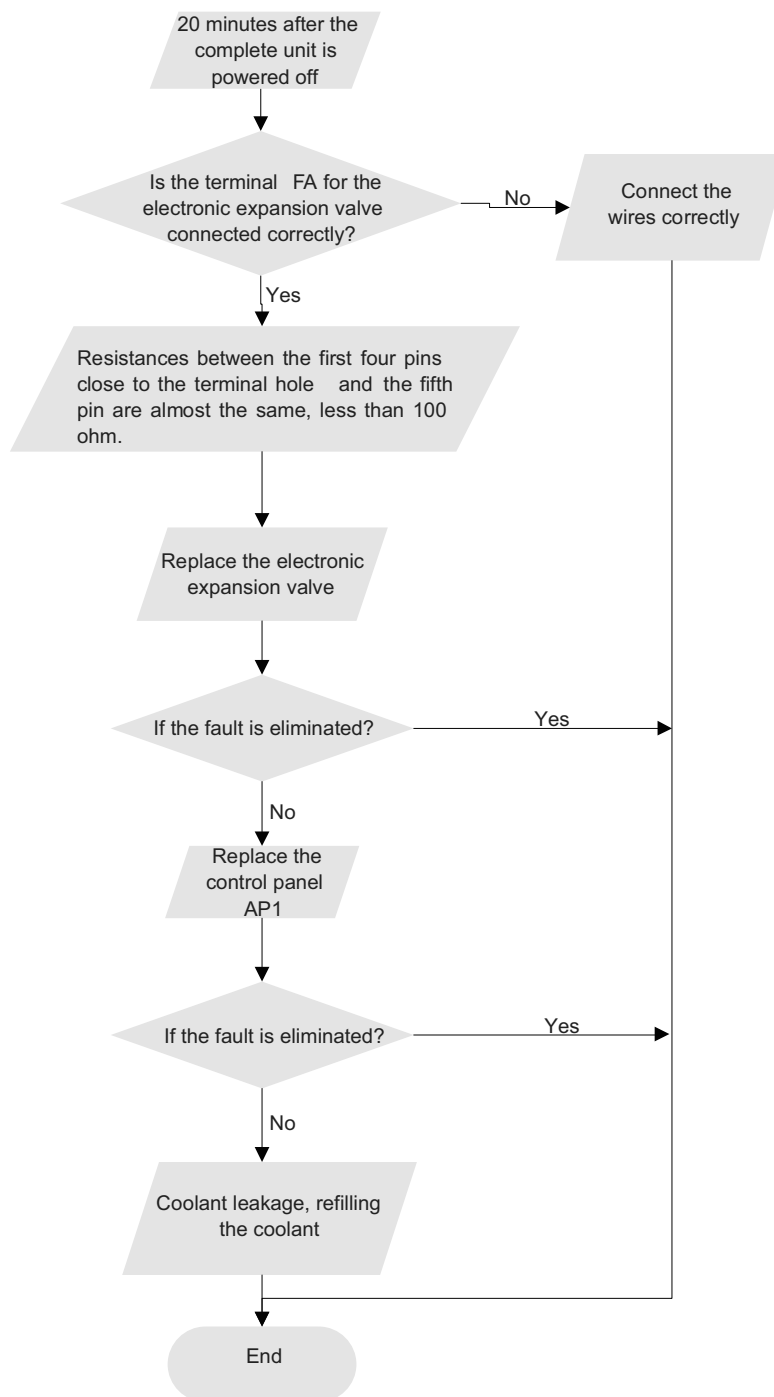 20 minutes after the
complete unit is
powered off
Is the terminal FA for the
electronic expansion valve
connected correctly?
No
Connect the
wires correctly
Yes
Resistances between the first four pins
close to the terminal hole and the fifth
pin are almost the same, less than 100
ohm.
Replace the electronic
expansion valve
If the fault is eliminated?
Yes
No
Replace the
control panel
AP1
If the fault is eliminated?
Yes
No
Coolant leakage, refilling
the coolant
End